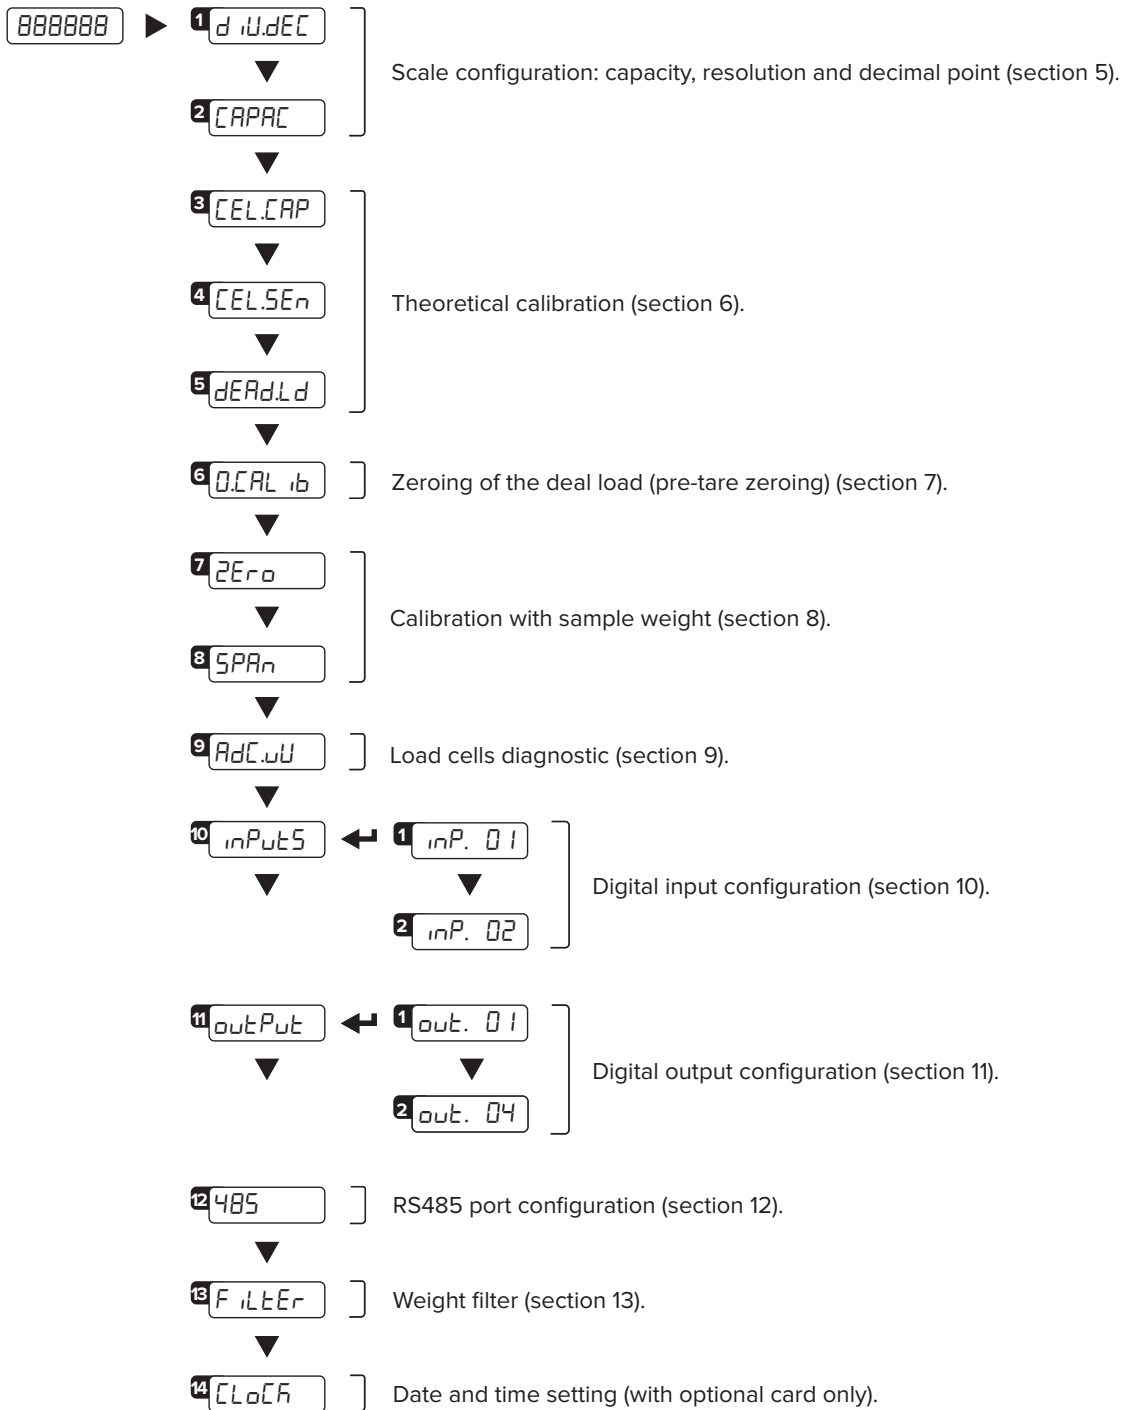 888888
1 diU.dEC
Scale configuration: capacity, resolution and decimal point (section 5).
2 CAPAC
3 CEL.CAP
4 CEL.SEn
Theoretical calibration (section 6).
5 dEAd.Ld
6 0.CALib
Zeroing of the deal load (pre-tare zeroing) (section 7).
7 ZEro
Calibration with sample weight (section 8).
8 SPAn
9 AdC.uU
Load cells diagnostic (section 9).
10 inPutS
1 inP. 01
Digital input configuration (section 10).
2 inP. 02
11 outPut
1 out. 01
Digital output configuration (section 11).
2 out. 04
12 485
RS485 port configuration (section 12).
13 FiLtEr
Weight filter (section 13).
14 CLoCK
Date and time setting (with optional card only).